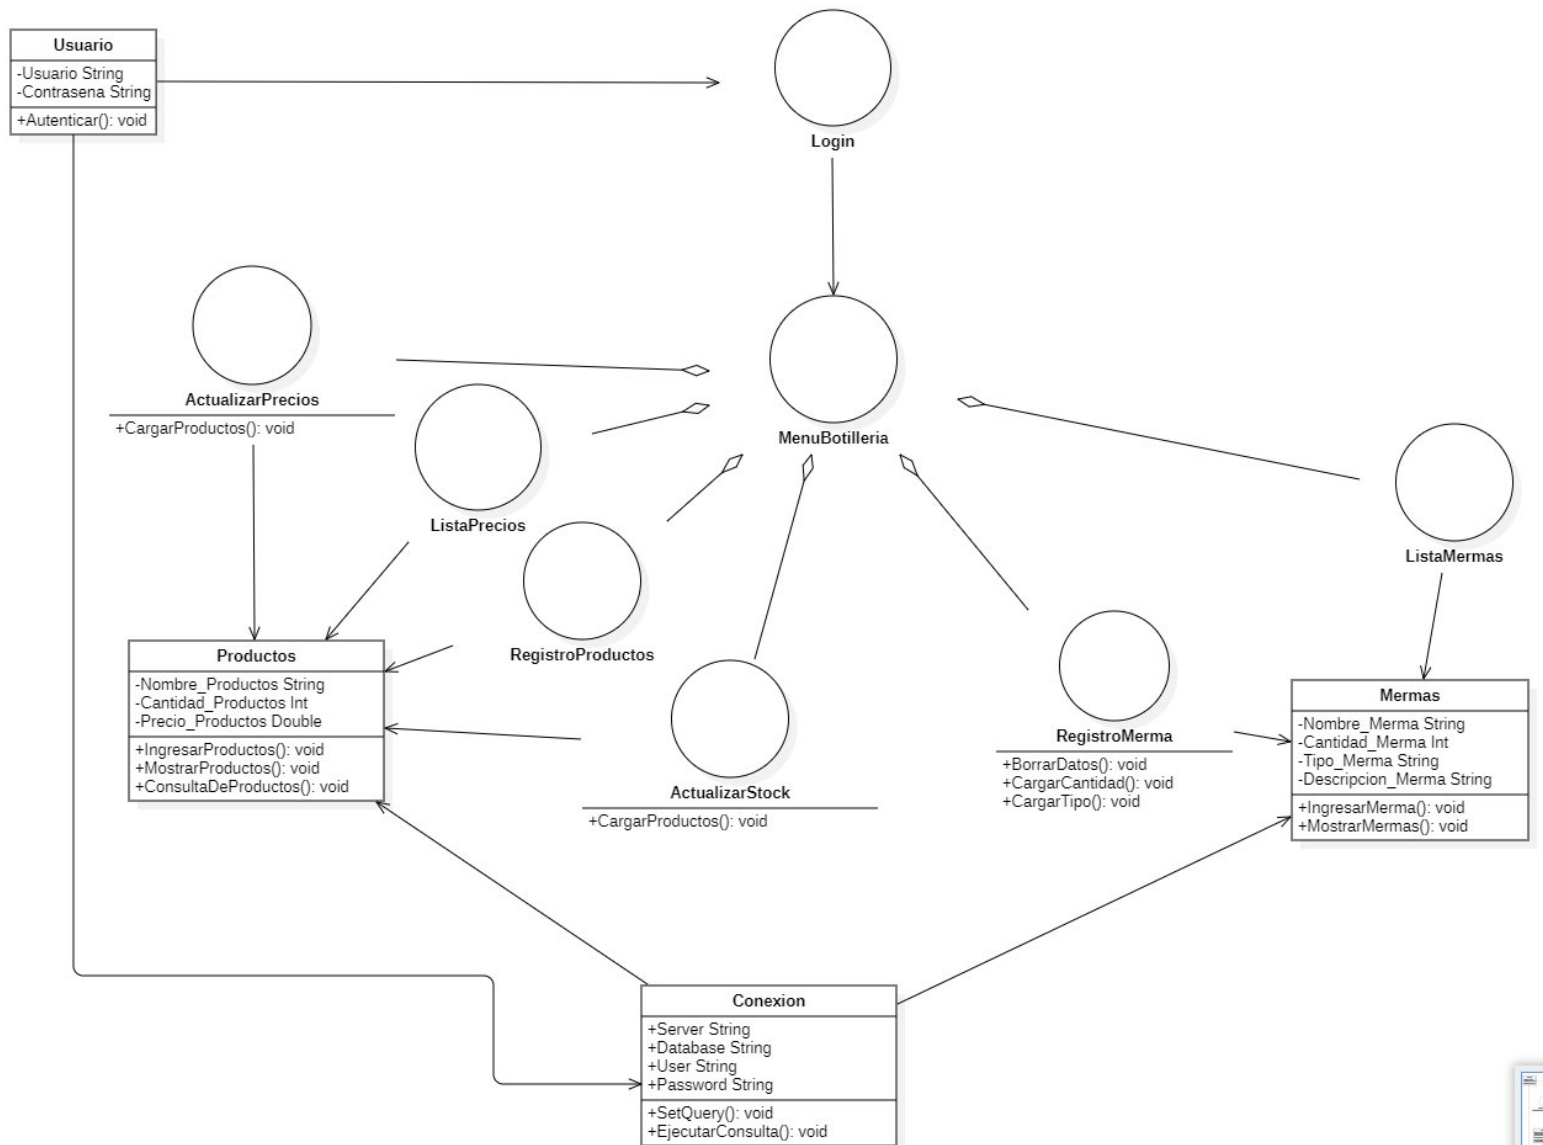 Usuario
-Usuario String
-Contrasena String
+Autenticar(): void
Login
ActualizarPrecios
+CargarProductos(): void
MenuBotilleria
ListaPrecios
ListaMermas
RegistroProductos
Productos
-Nombre_Productos String
-Cantidad_Productos Int
-Precio_Productos Double
+IngresarProductos(): void
+MostrarProductos(): void
+ConsultaDeProductos(): void
ActualizarStock
+CargarProductos(): void
RegistroMerma
+BorrarDatos(): void
+CargarCantidad(): void
+CargarTipo(): void
Mermas
-Nombre_Merma String
-Cantidad_Merma Int
-Tipo_Merma String
-Descripcion_Merma String
+IngresarMerma(): void
+MostrarMermas(): void
Conexion
+Server String
+Database String
+User String
+Password String
+SetQuery(): void
+EjecutarConsulta(): void